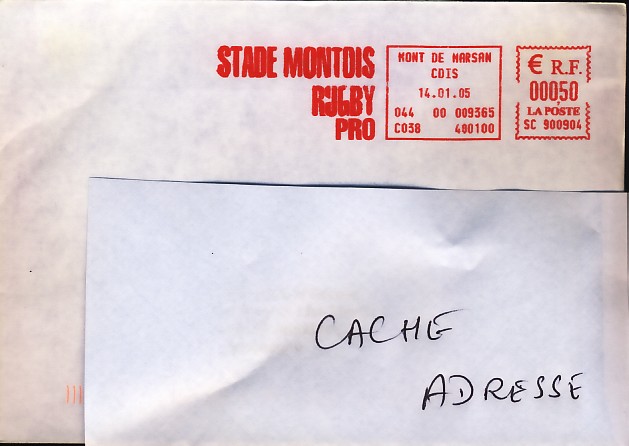 STADE MONTOIS
RUGBY
PRO
MONT DE MARSAN
CDIS
14.01.05
044 00 009365
C038 400100
€ R.F.
00050
LA POSTE
SC 900904
CACHE
ADRESSE